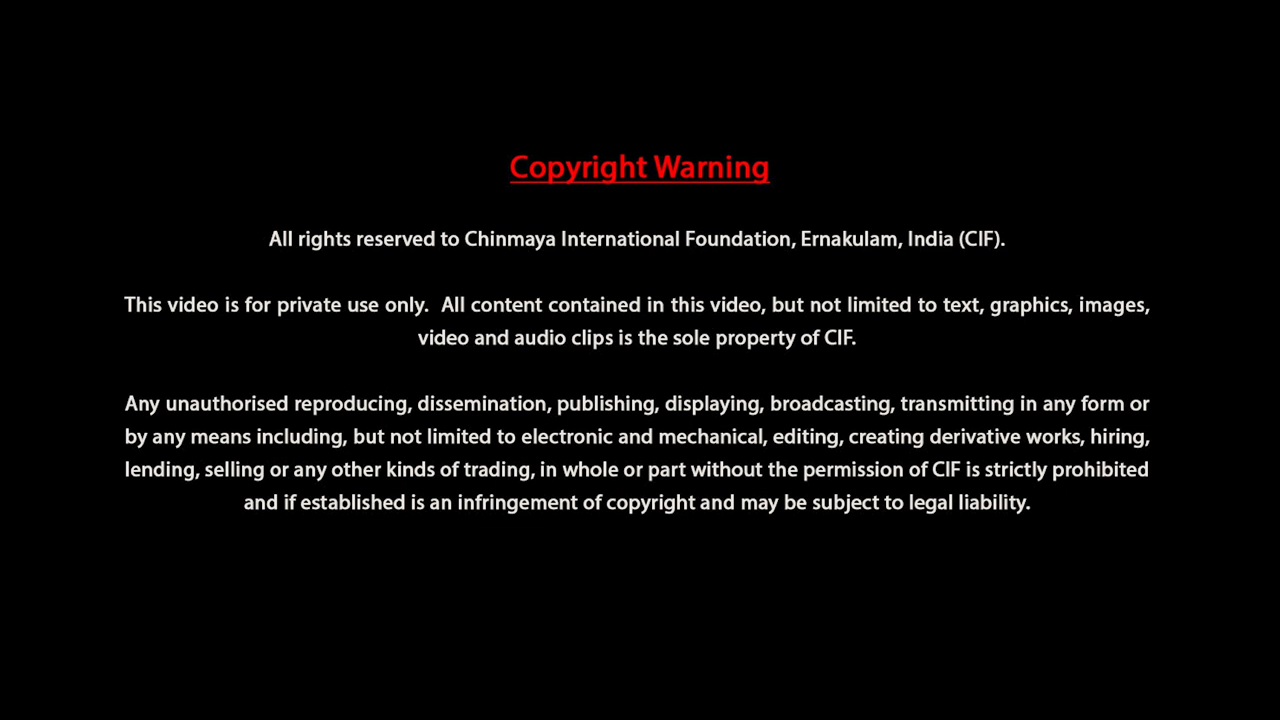 Copyright Warning
All rights reserved to Chinmaya International Foundation, Ernakulam, India (CIF).
This video is for private use only.  All content contained in this video, but not limited to text, graphics, images,
video and audio clips is the sole property of CIF.
Any unauthorised reproducing, dissemination, publishing, displaying, broadcasting, transmitting in any form or
by any means including, but not limited to electronic and mechanical, editing, creating derivative works, hiring,
lending, selling or any other kinds of trading, in whole or part without the permission of CIF is strictly prohibited
and if established is an infringement of copyright and may be subject to legal liability.